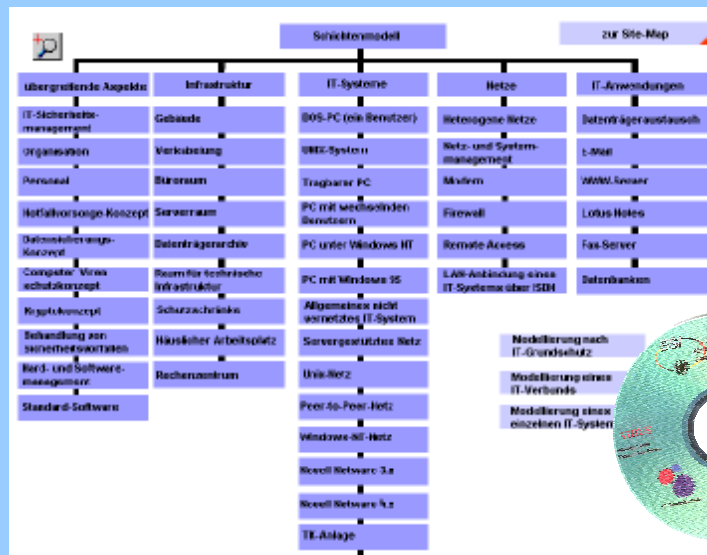 Schichtenmodell
zur Site-Map
übergreifende Aspekte
IT-Sicherheits-
management
Organisation
Personal
Notfallvorsorge-Konzept
Datensicherungs-
Konzept
Computer Viren
schutzkonzept
Kryptokonzept
Behandlung von
Sicherheitsvorfällen
Hard- und Software-
management
Standard-Software
Infrastruktur
Gebäude
Verkabelung
Büroraum
Serverraum
Datenträgerarchiv
Raum für technische
Infrastruktur
Schutzschränke
Häuslicher Arbeitsplatz
Rechenzentrum
IT-Systeme
DOS-PC (ein Benutzer)
UNIX-System
Tragbarer PC
PC mit wechselnden
Benutzern
PC unter Windows NT
PC mit Windows 95
Allgemeines nicht
vernetztes IT-System
Servergestütztes Netz
Unix-Netz
Peer-to-Peer-Netz
Windows-NT-Netz
Novell Netware 3.x
Novell Netware 4.x
TK-Anlage
Netze
Heterogene Netze
Netz- und System-
management
Modem
Firewall
Remote Access
LAN-Anbindung eines
IT-Systems über ISDN
IT-Anwendungen
Datenträgeraustausch
E-Mail
WWW-Server
Lotus Notes
Fax-Server
Datenbanken
Modellierung nach
IT-Grundschutz
Modellierung eines
IT-Verbunds
Modellierung eines
einzelnen IT-System